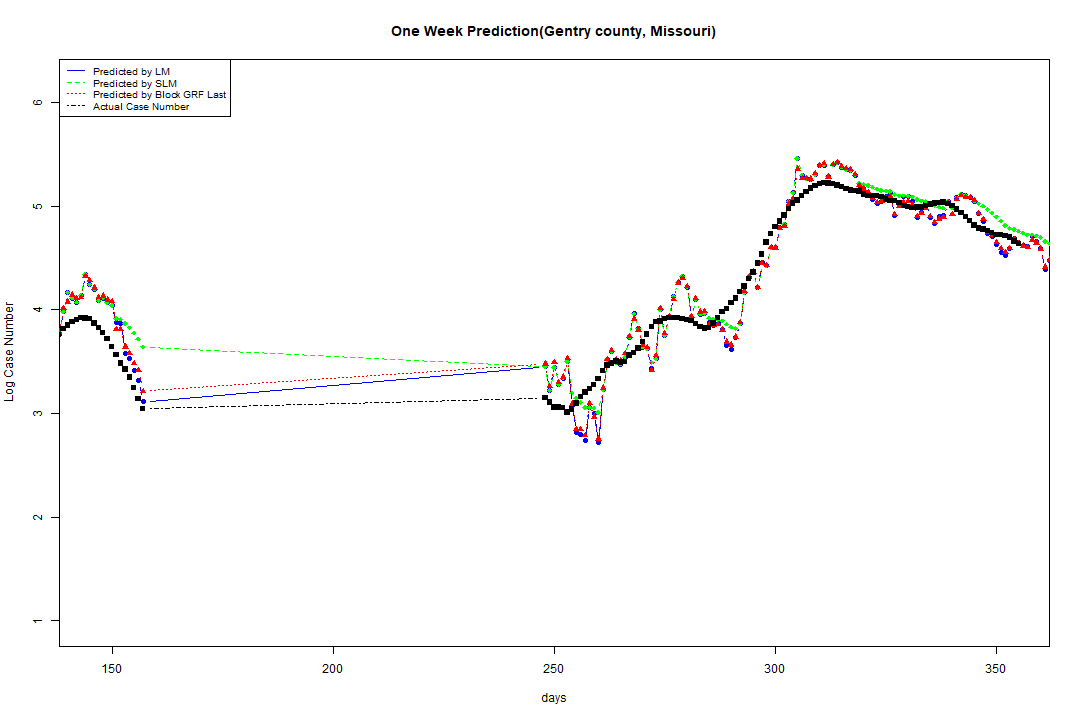 One Week Prediction(Gentry county, Missouri)
Predicted by LM
Predicted by SLM
Predicted by Block GRF Last
Actual Case Number
6
5
4
3
2
1
Log Case Number
150 200 250 300 350
days